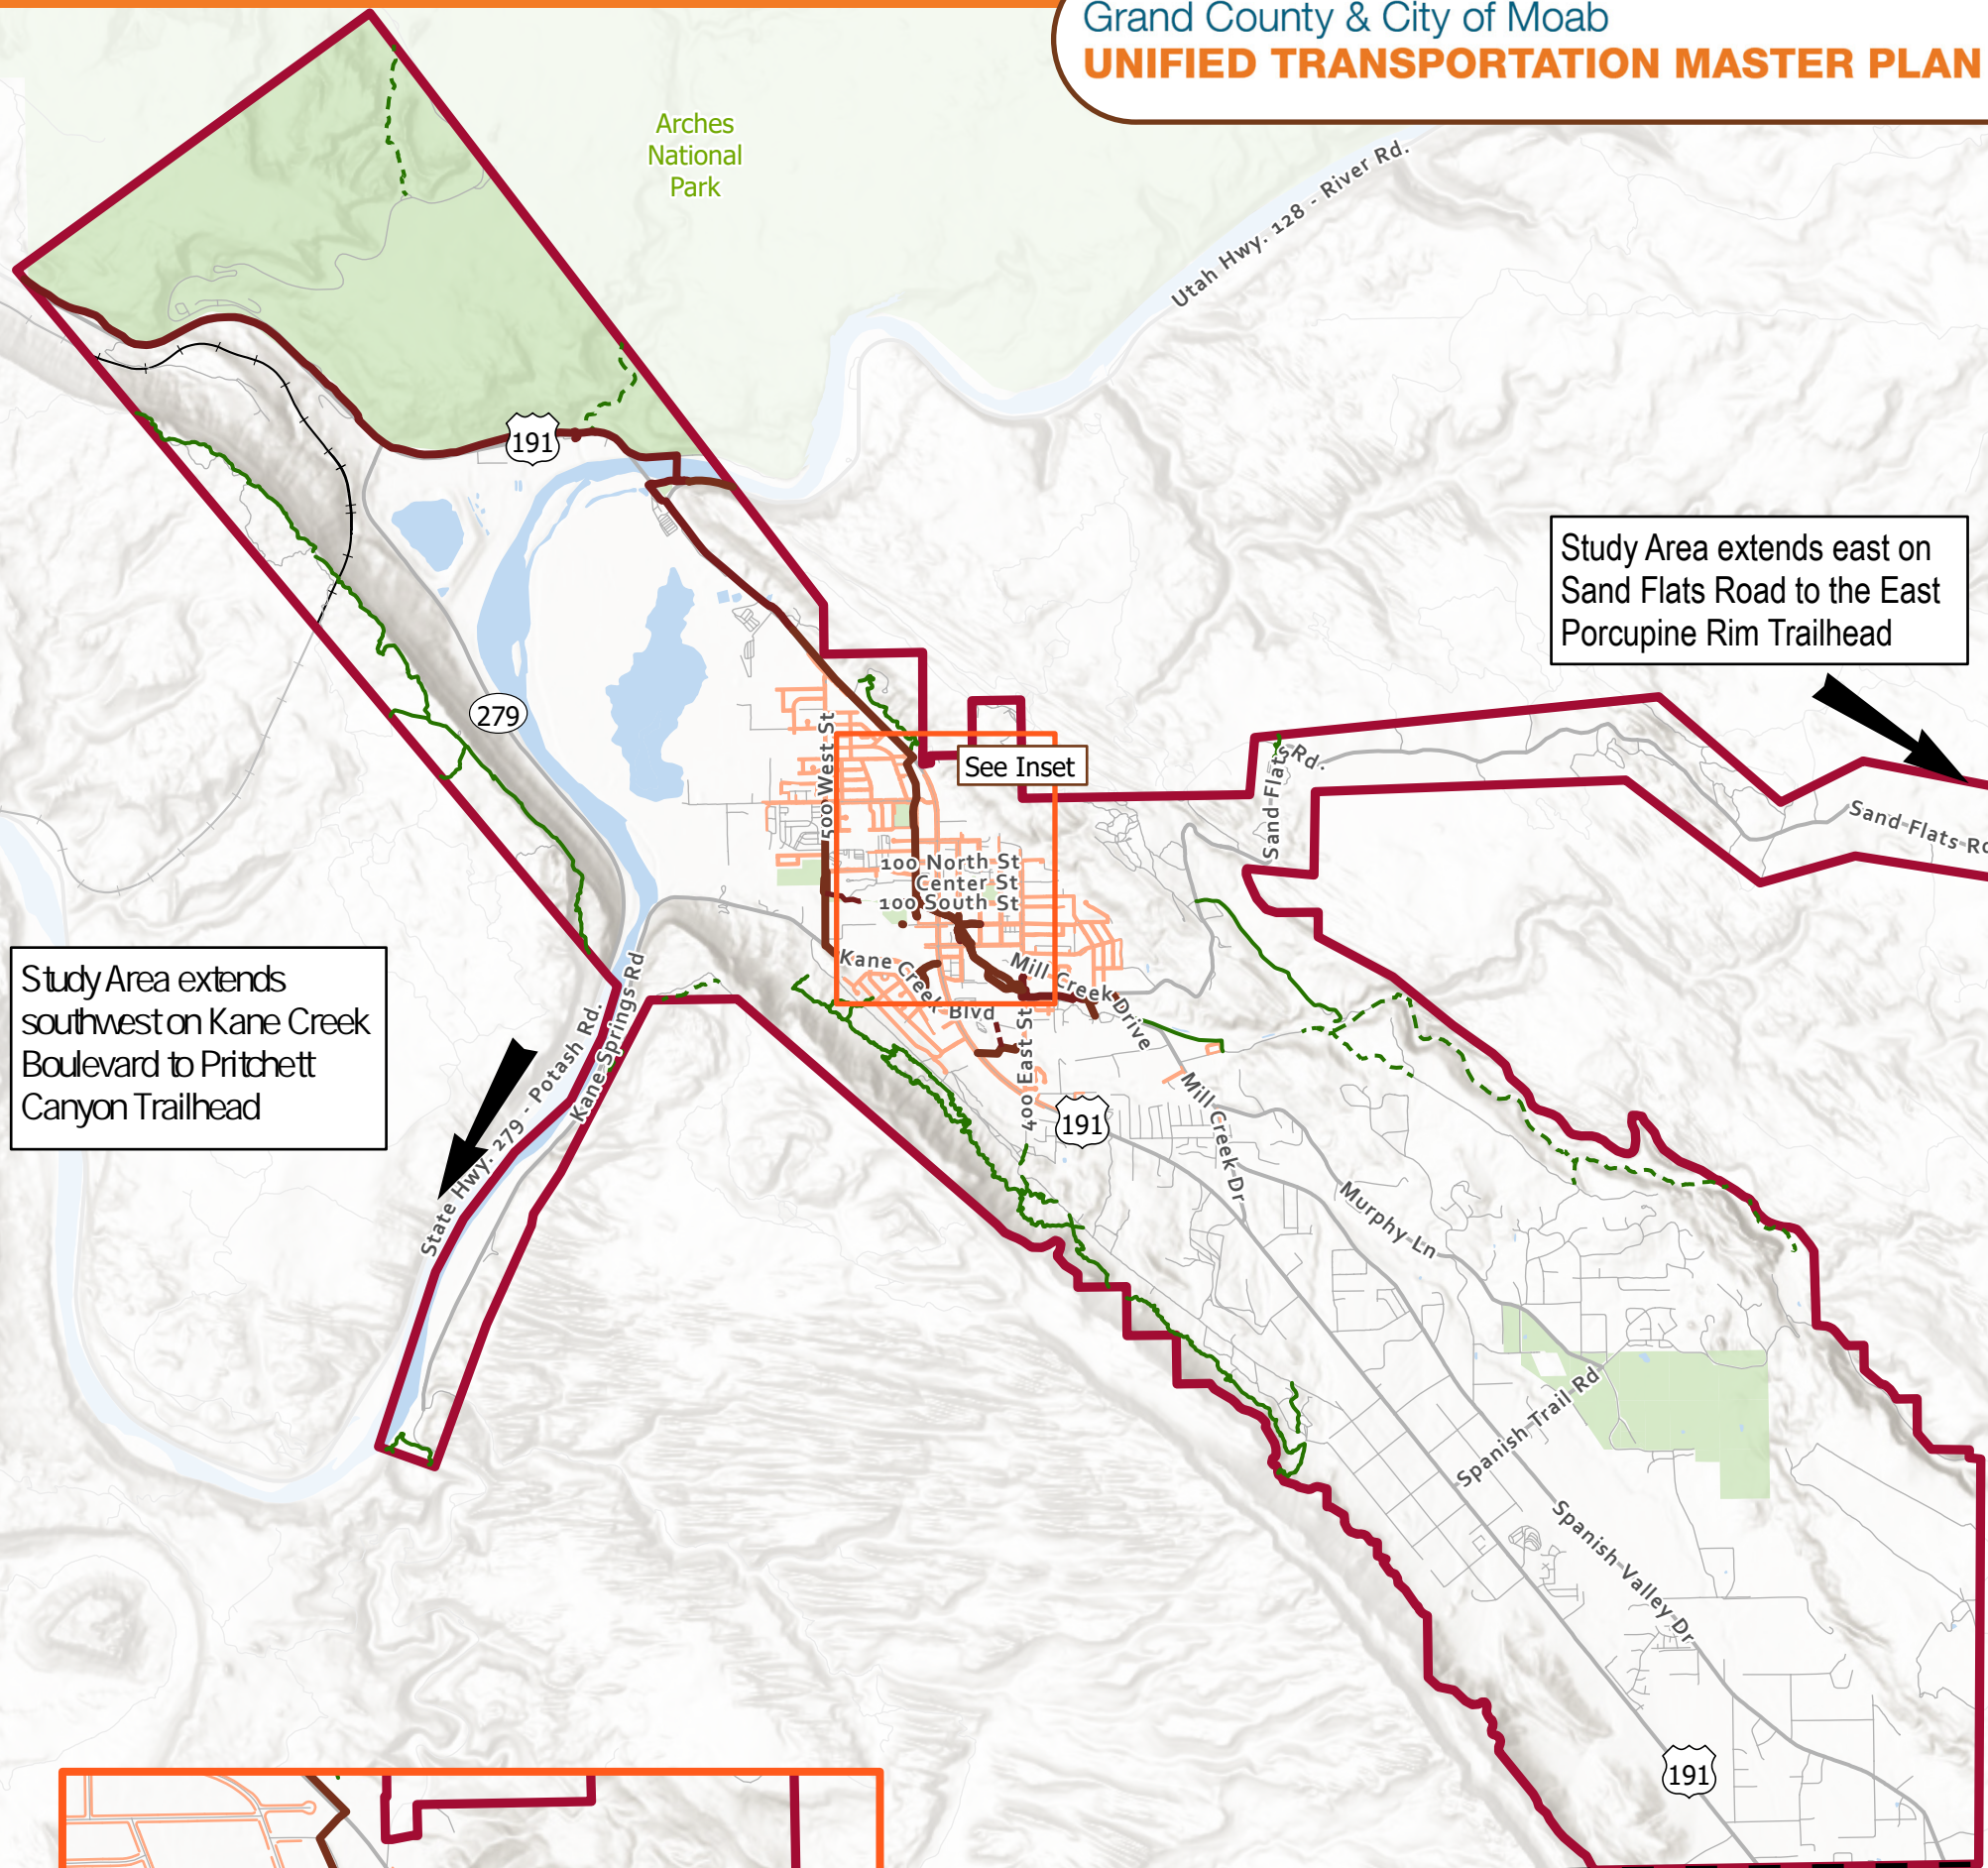 Grand County & City of Moab
UNIFIED TRANSPORTATION MASTER PLAN
Arches
National
Park
Utah Hwy. 128 - River Rd.
191
Study Area extends east on
Sand Flats Road to the East
Porcupine Rim Trailhead
279
500 West St
See Inset
Sand Flats Rd.
Sand Flats Ro
100 North St
Center St
100 South St
Kane Creek Blvd
Mill Creek Drive
Study Area extends
southwest on Kane Creek
Boulevard to Pritchett
Canyon Trailhead
State Hwy. 279 - Potash Rd.
Kane Springs Rd
400 East St
191
Mill Creek Dr
Murphy Ln
Spanish Trail Rd
Spanish Valley Dr
191